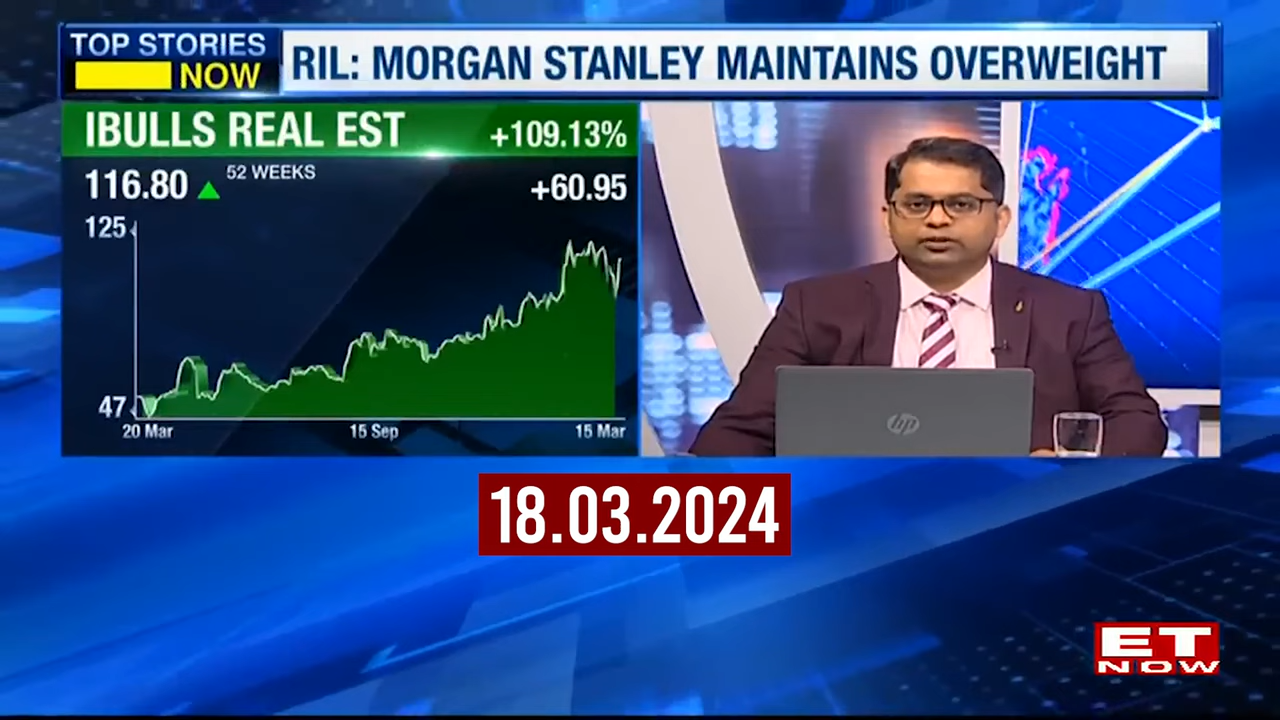 TOP STORIES
NOW
RIL: MORGAN STANLEY MAINTAINS OVERWEIGHT
IBULLS REAL EST
+109.13%
116.80
52 WEEKS
+60.95
125
47
20 Mar
15 Sep
15 Mar
hp
18.03.2024
ET
NOW